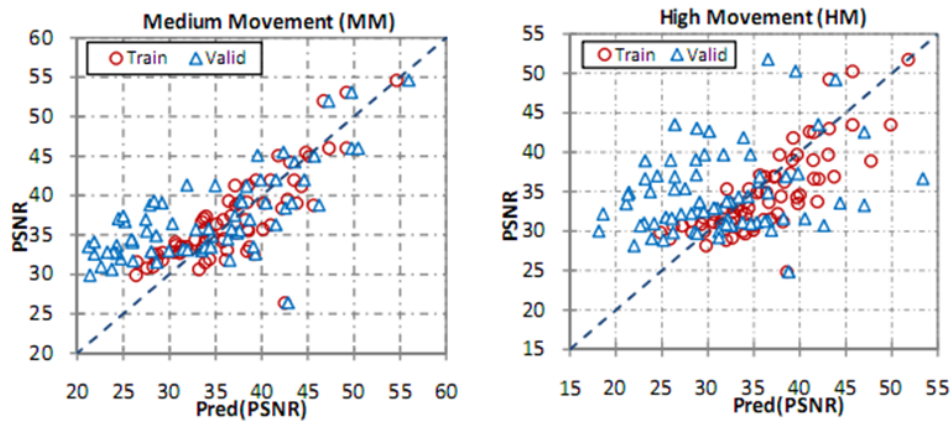 Medium Movement (MM)
60
55
50
45
40
35
30
25
20
PSNR
Train Valid
20 25 30 35 40 45 50 55 60
Pred(PSNR)
High Movement (HM)
55
50
45
40
35
30
25
20
15
PSNR
Train Valid
15 20 25 30 35 40 45 50 55
Pred(PSNR)